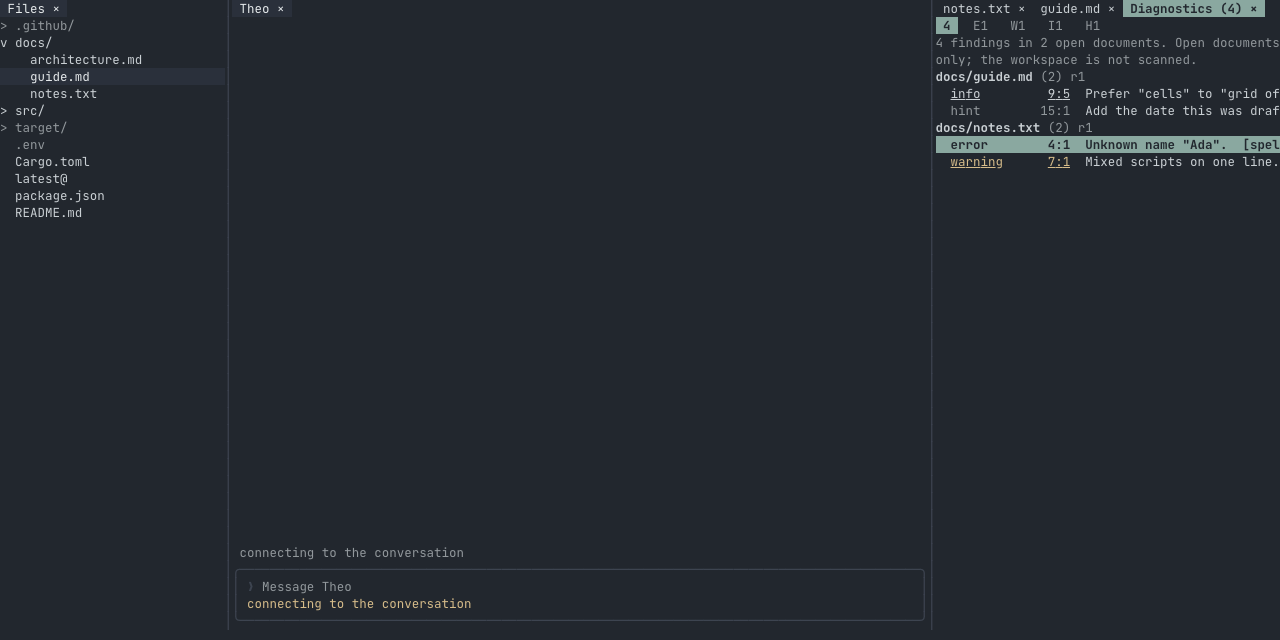 Files ×
> .github/
v docs/
architecture.md
guide.md
notes.txt
> src/
> target/
.env
Cargo.toml
latest@
package.json
README.md
Theo ×
connecting to the conversation
⟩ Message Theo
connecting to the conversation
notes.txt × guide.md × Diagnostics (4) ×
4 E1 W1 I1 H1
4 findings in 2 open documents. Open documents
only; the workspace is not scanned.
docs/guide.md (2) r1
info 9:5 Prefer "cells" to "grid of
hint 15:1 Add the date this was draf
docs/notes.txt (2) r1
error 4:1 Unknown name "Ada". [spel
warning 7:1 Mixed scripts on one line.